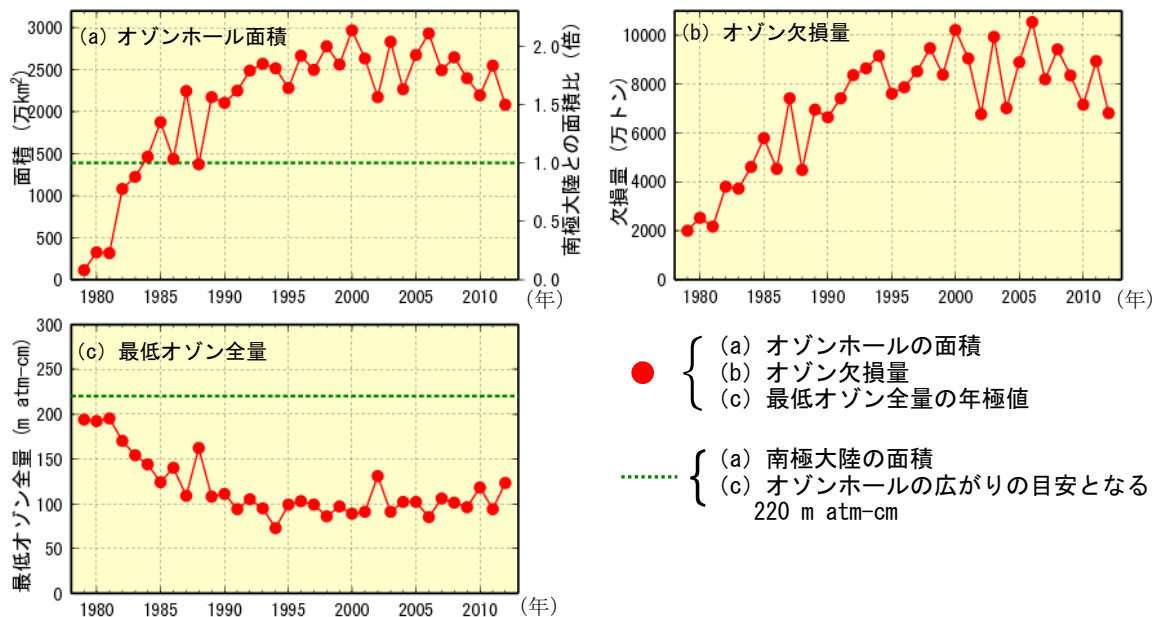 (a) オゾンホール面積
面積 (万km²)
3000
2500
2000
1500
1000
500
0
南極大陸との面積比 (倍)
2.0
1.5
1.0
0.5
0.0
1980 1985 1990 1995 2000 2005 2010 (年)
(b) オゾン欠損量
欠損量 (万トン)
10000
8000
6000
4000
2000
0
1980 1985 1990 1995 2000 2005 2010 (年)
(c) 最低オゾン全量
最低オゾン全量 (m atm-cm)
300
250
200
150
100
50
0
1980 1985 1990 1995 2000 2005 2010 (年)
(a) オゾンホールの面積
(b) オゾン欠損量
(c) 最低オゾン全量の年極値
(a) 南極大陸の面積
(c) オゾンホールの広がりの目安となる
220 m atm-cm